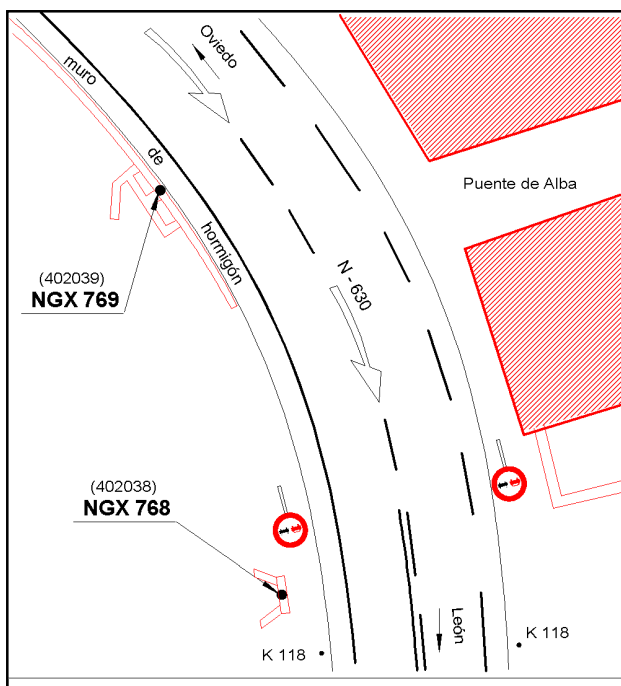 Oviedo
muro de hormigón
Puente de Alba
N - 630
(402039)
NGX 769
(402038)
NGX 768
León
K 118
K 118